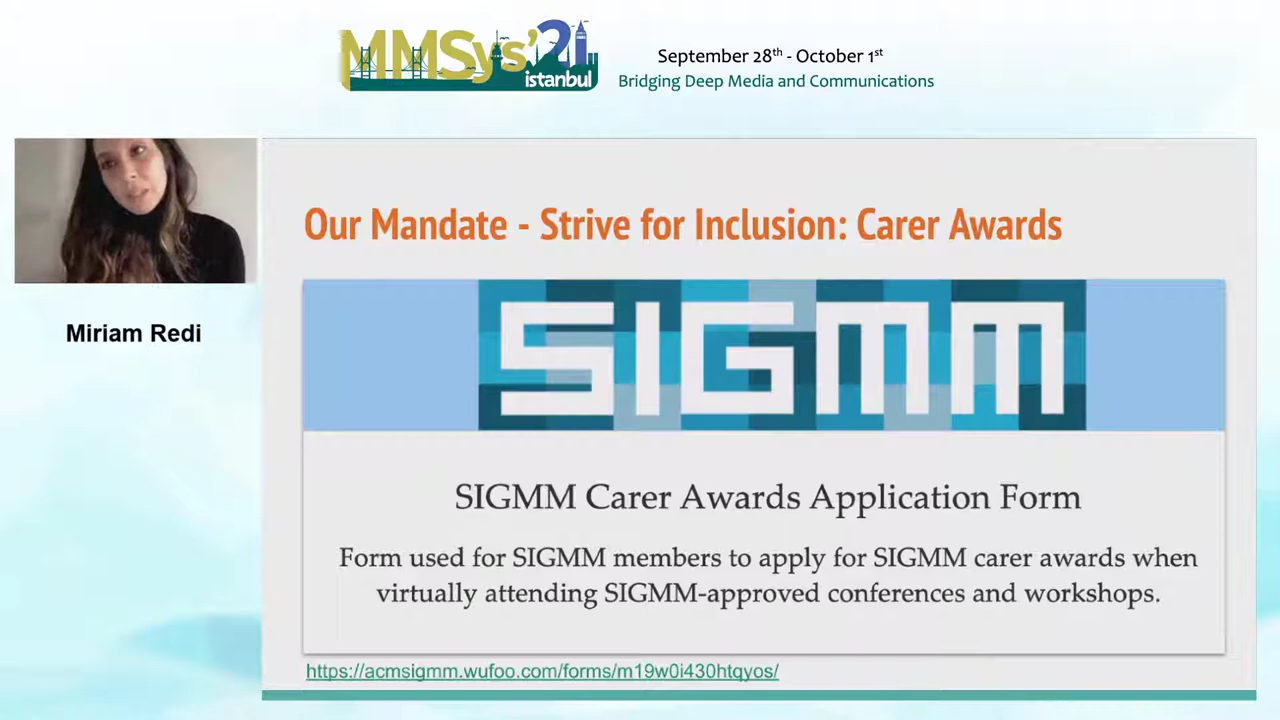 MMSys'21
istanbul
September 28th - October 1st
Bridging Deep Media and Communications
Miriam Redi
Our Mandate - Strive for Inclusion: Carer Awards
SIGMM
SIGMM Carer Awards Application Form
Form used for SIGMM members to apply for SIGMM carer awards when
virtually attending SIGMM-approved conferences and workshops.
https://acmsigmm.wufoo.com/forms/m19w0i430htqyos/